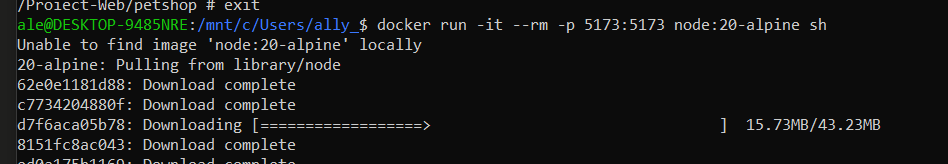 /Proiect-Web/petshop # exit
ale@DESKTOP-9485NRE:/mnt/c/Users/ally_$ docker run -it --rm -p 5173:5173 node:20-alpine sh
Unable to find image 'node:20-alpine' locally
20-alpine: Pulling from library/node
62e0e1181d88: Download complete
c7734204880f: Download complete
d7f6aca05b78: Downloading [==================>                                ]  15.73MB/43.23MB
8151fc8ac043: Download complete
ed0a175b1169: Download complete